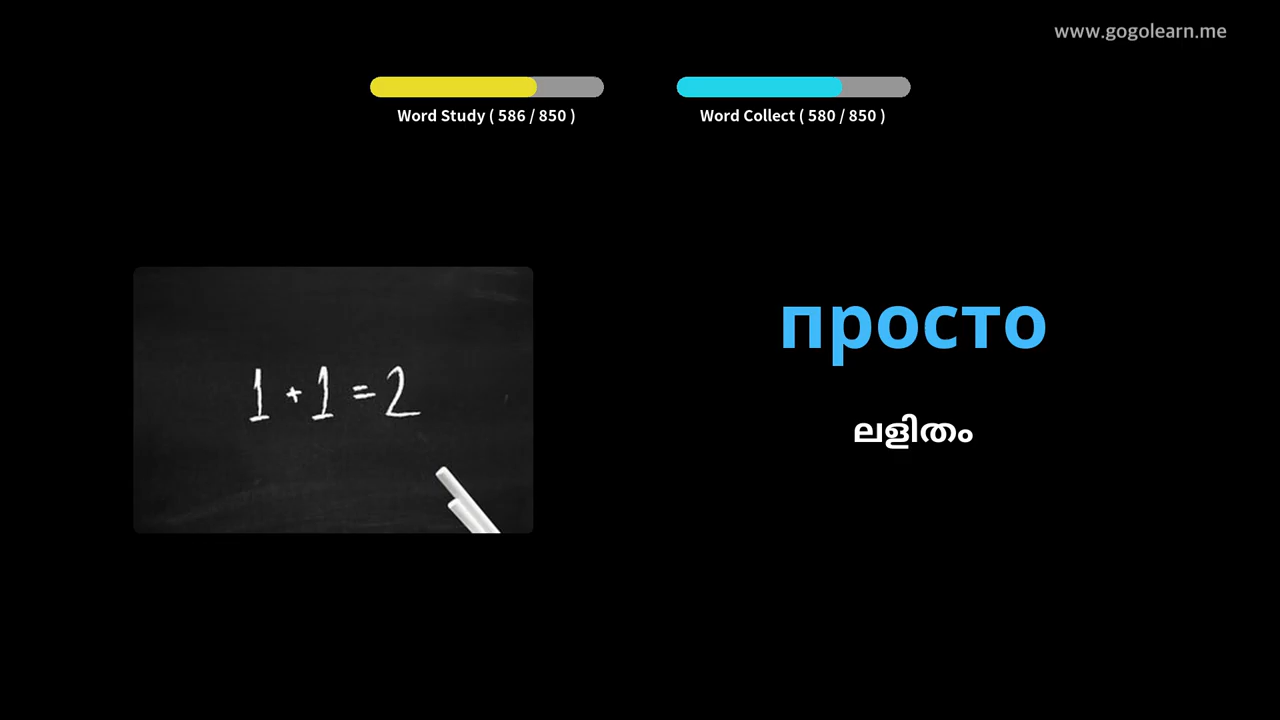 www.gogolearn.me
Word Study ( 586 / 850 )
Word Collect ( 580 / 850 )
1 + 1 = 2
просто
ലളിതം